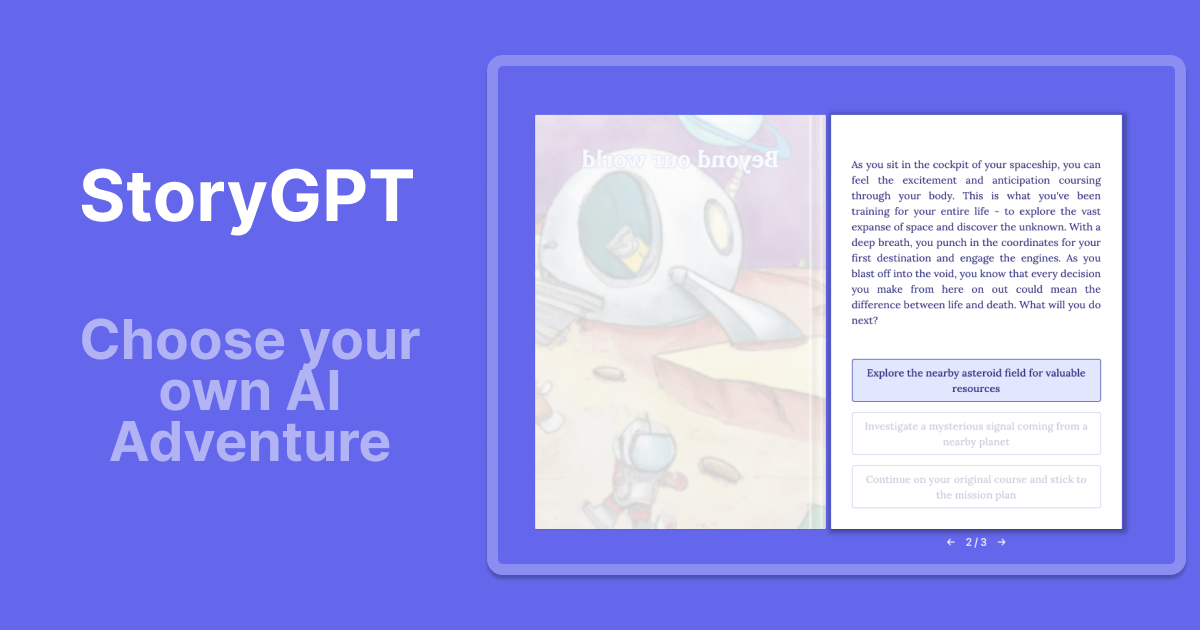 StoryGPT
Choose your
own AI
Adventure
Beyond our world
As you sit in the cockpit of your spaceship, you can
feel the excitement and anticipation coursing
through your body. This is what you've been
training for your entire life - to explore the vast
expanse of space and discover the unknown. With a
deep breath, you punch in the coordinates for your
first destination and engage the engines. As you
blast off into the void, you know that every decision
you make from here on out could mean the
difference between life and death. What will you do
next?
Explore the nearby asteroid field for valuable
resources
Investigate a mysterious signal coming from a
nearby planet
Continue on your original course and stick to
the mission plan
← 2 / 3 →